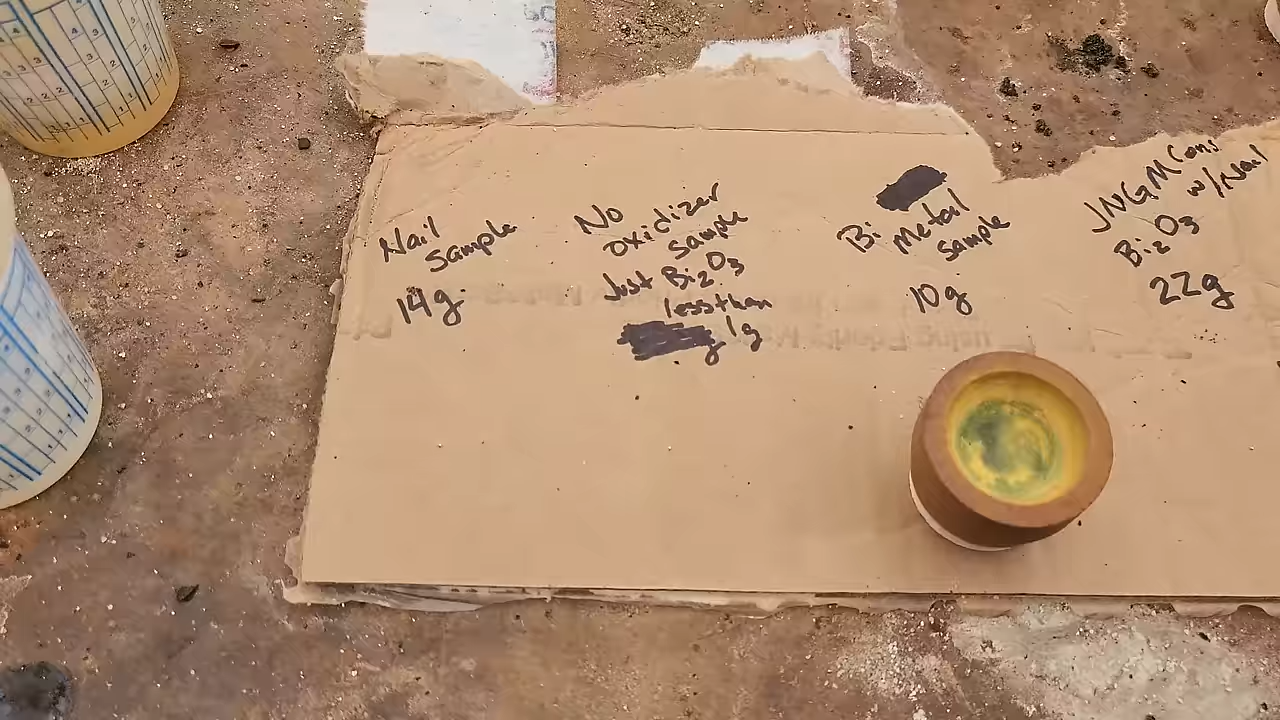 Nail
Sample
14g
No
oxidizer
sample
Just Bi2O3
less than
1g
g
Bi Metal
sample
10g
JNGM Cons
w/Nail
Bi2O3
22g